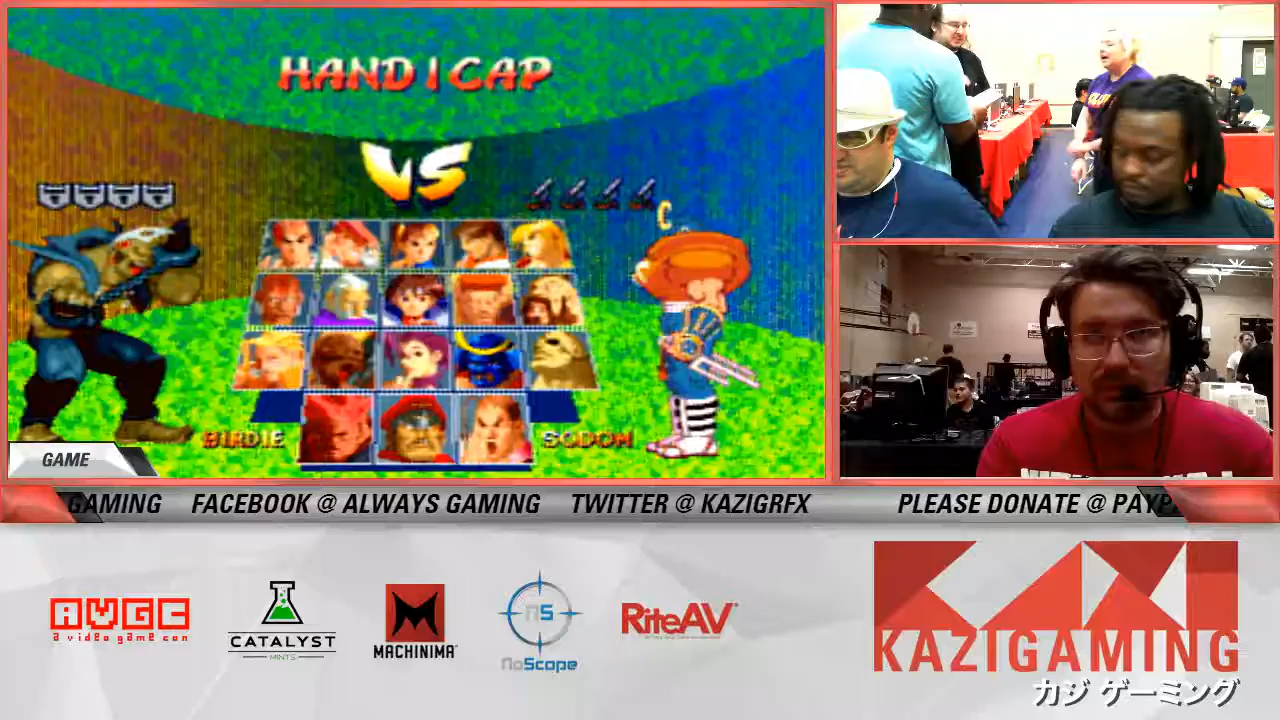 HANDICAP
VS
C
BIRDIE
SODOM
GAME
GAMING FACEBOOK @ ALWAYS GAMING TWITTER @ KAZIGRFX PLEASE DONATE @ PAYP
AVGC
a video game con
CATALYST
MINTS
MACHINIMA
NS
NoScope
RiteAV
KAZIGAMING
カジ ゲーミング